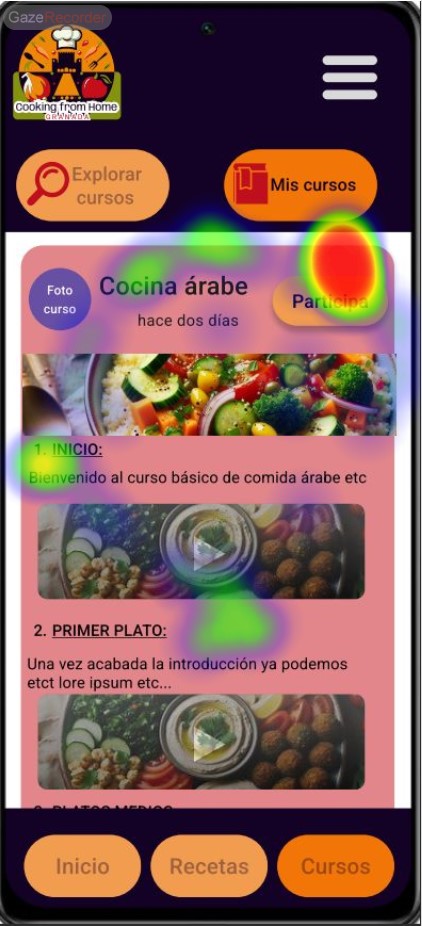 GazeRecorder
Cooking from Home
GRANADA
Explorar
cursos
Mis cursos
Foto
curso
Cocina árabe
hace dos días
Participa
1. INICIO:
Bienvenido al curso básico de comida árabe etc
2. PRIMER PLATO:
Una vez acabada la introducción ya podemos
etct lore ipsum etc...
Inicio
Recetas
Cursos